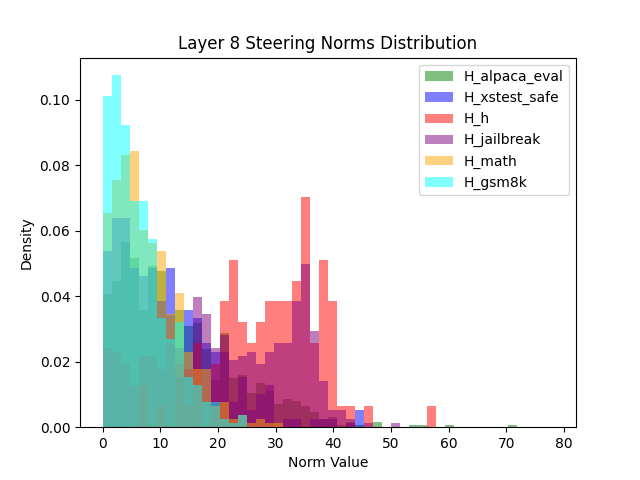 Layer 8 Steering Norms Distribution
H_alpaca_eval
H_xstest_safe
H_h
H_jailbreak
H_math
H_gsm8k
0.10
0.08
0.06
0.04
0.02
0.00
Density
0 10 20 30 40 50 60 70 80
Norm Value